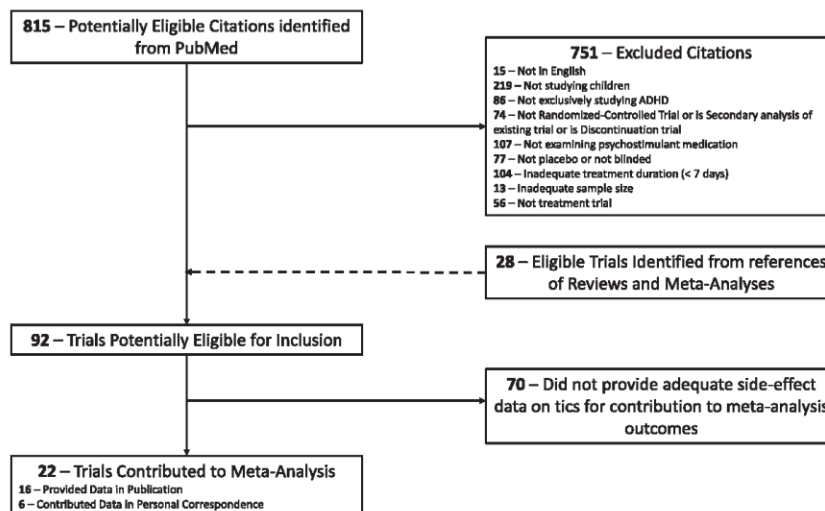 815 – Potentially Eligible Citations identified
from PubMed
751 – Excluded Citations
15 – Not in English
219 – Not studying children
86 – Not exclusively studying ADHD
74 – Not Randomized-Controlled Trial or is Secondary analysis of
existing trial or is Discontinuation trial
107 – Not examining psychostimulant medication
77 – Not placebo or not blinded
104 – Inadequate treatment duration (< 7 days)
13 – Inadequate sample size
56 – Not treatment trial
28 – Eligible Trials Identified from references
of Reviews and Meta-Analyses
92 – Trials Potentially Eligible for Inclusion
70 – Did not provide adequate side-effect
data on tics for contribution to meta-analysis
outcomes
22 – Trials Contributed to Meta-Analysis
16 – Provided Data in Publication
6 – Contributed Data in Personal Correspondence